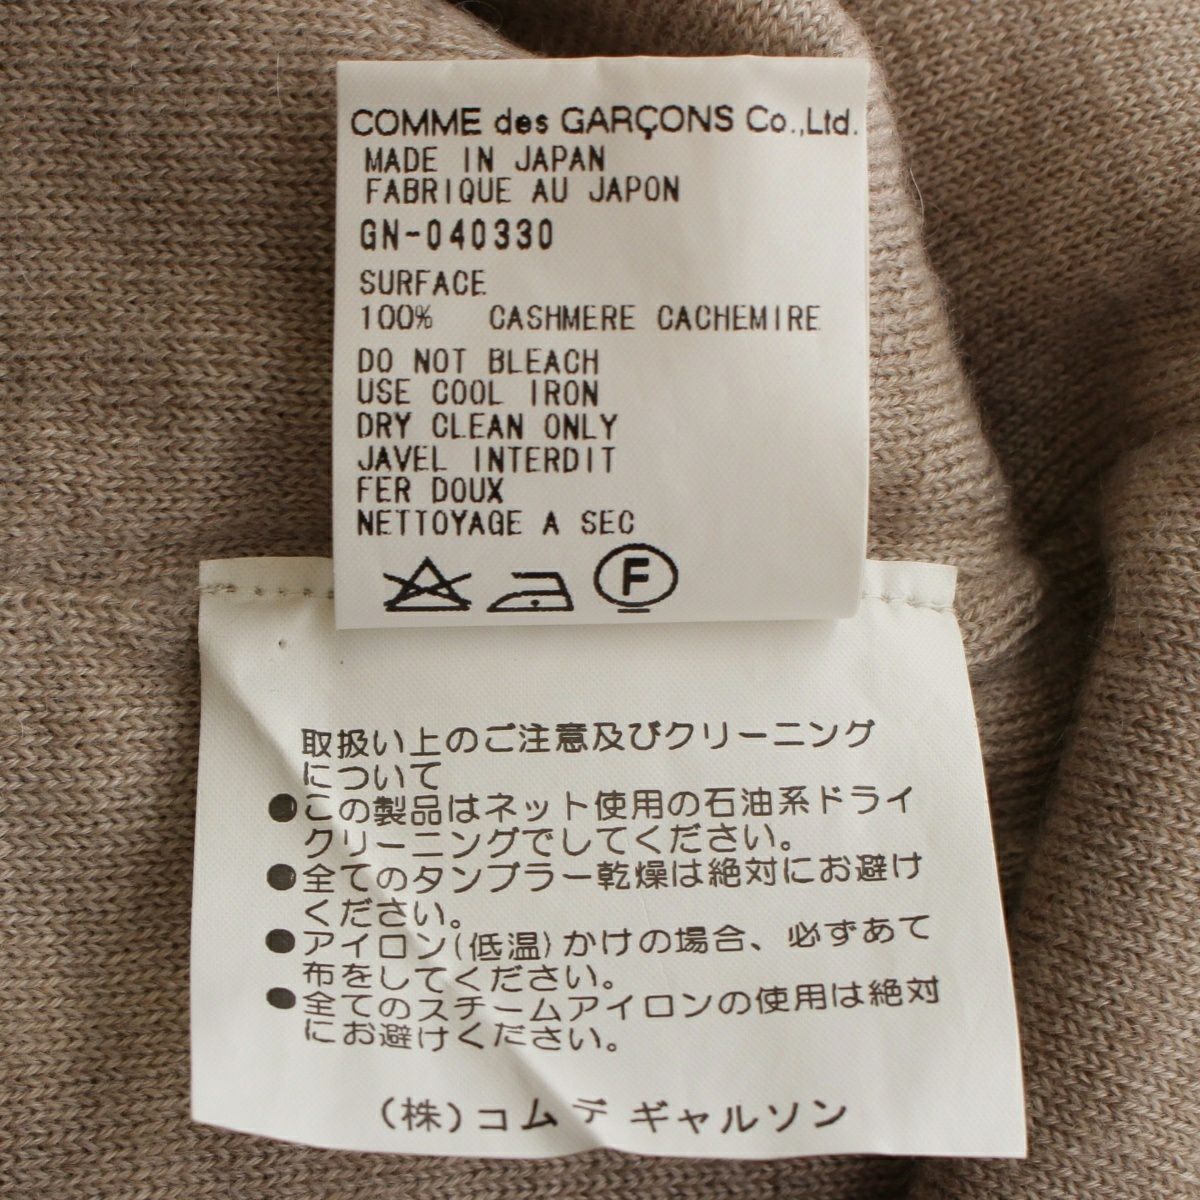 COMME des GARÇONS Co.,Ltd.
MADE IN JAPAN
FABRIQUE AU JAPON
GN-040330
SURFACE
100% CASHMERE CACHEMIRE
DO NOT BLEACH
USE COOL IRON
DRY CLEAN ONLY
JAVEL INTERDIT
FER DOUX
NETTOYAGE A SEC
F
取扱い上のご注意及びクリーニング
について
●この製品はネット使用の石油系ドライ
クリーニングでしてください。
●全てのタンブラー乾燥は絶対にお避け
ください。
●アイロン(低温)かけの場合、必ずあて
布をしてください。
●全てのスチームアイロンの使用は絶対
にお避けください。
(株)コムデギャルソン